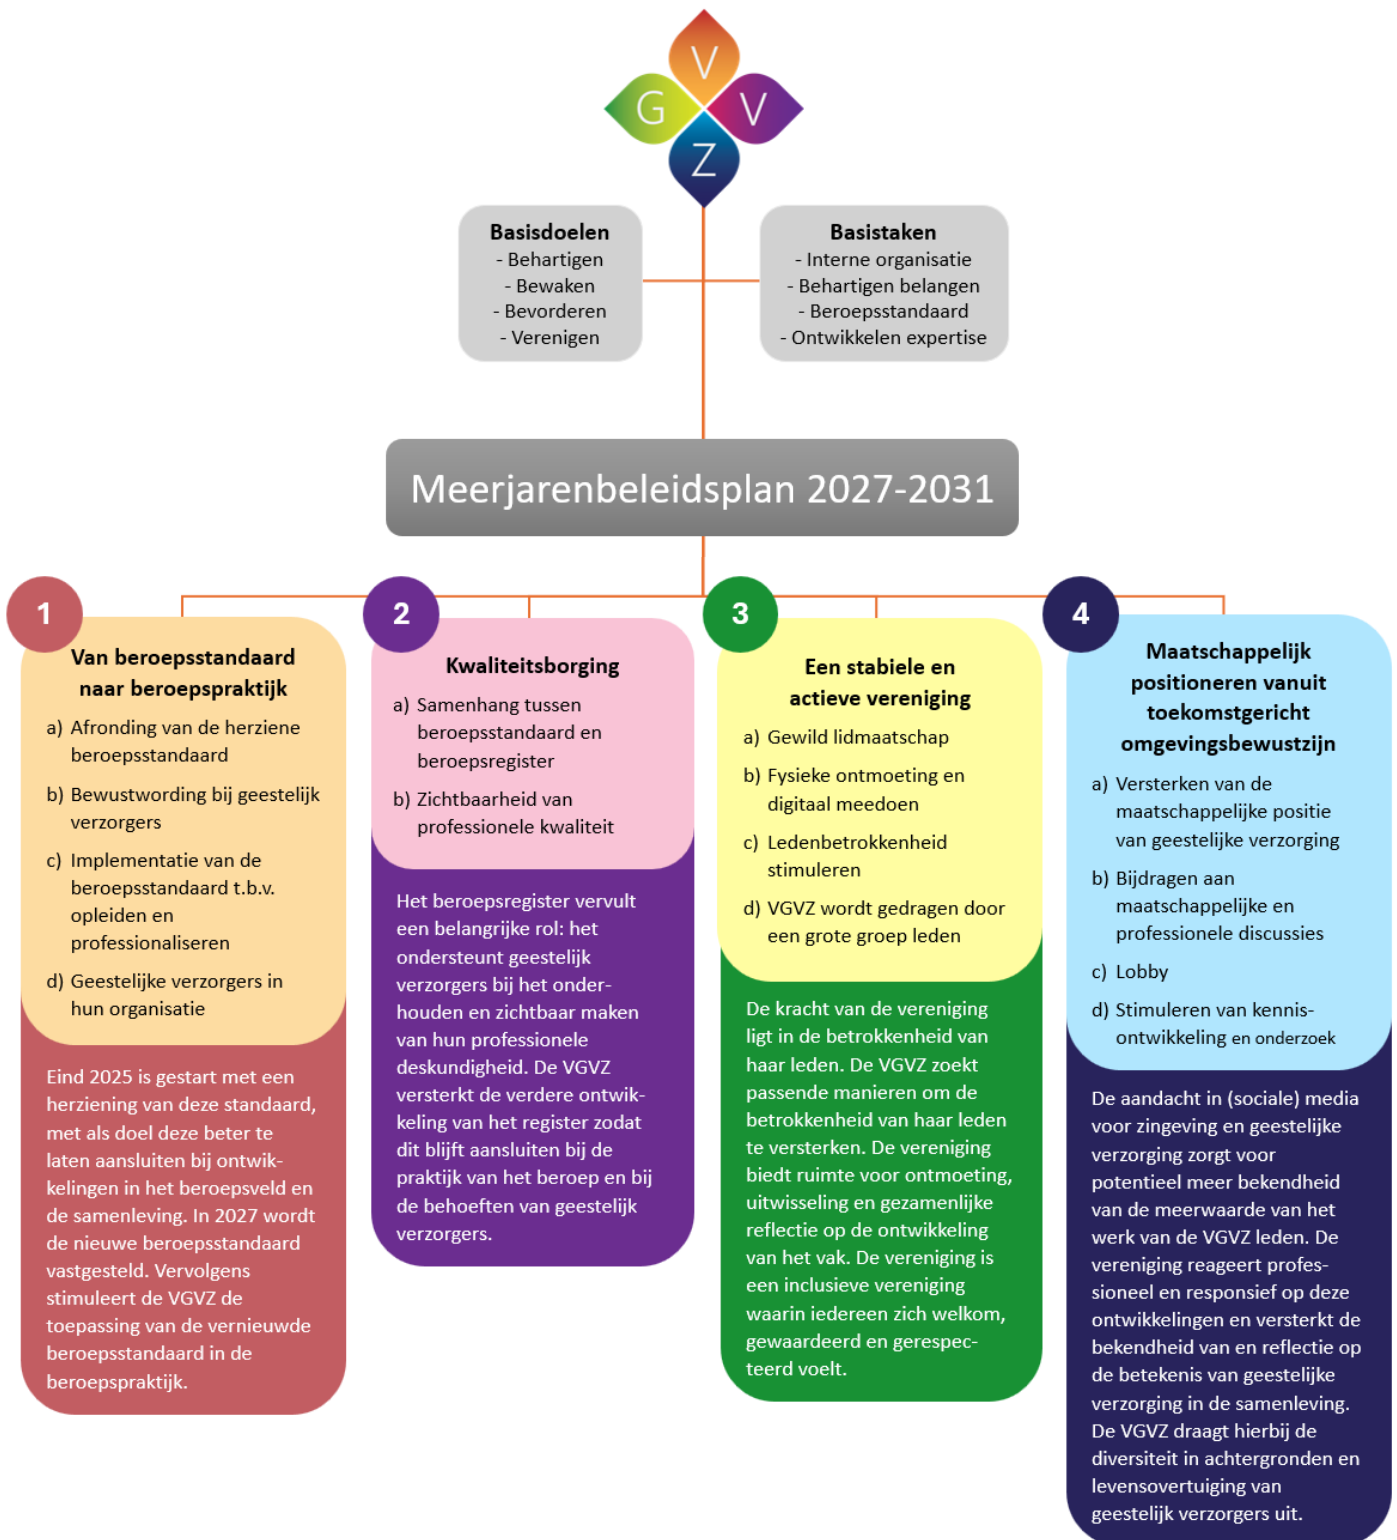 V
G V
Z
Basisdoelen
- Behartigen
- Bewaken
- Bevorderen
- Verenigen
Basistaken
- Interne organisatie
- Behartigen belangen
- Beroepsstandaard
- Ontwikkelen expertise
Meerjarenbeleidsplan 2027-2031
1
Van beroepsstandaard
naar beroepspraktijk
a) Afronding van de herziene
beroepsstandaard
b) Bewustwording bij geestelijk
verzorgers
c) Implementatie van de
beroepsstandaard t.b.v.
opleiden en
professionaliseren
d) Geestelijke verzorgers in
hun organisatie
Eind 2025 is gestart met een
herziening van deze standaard,
met als doel deze beter te
laten aansluiten bij ontwik-
kelingen in het beroepsveld en
de samenleving. In 2027 wordt
de nieuwe beroepsstandaard
vastgesteld. Vervolgens
stimuleert de VGVZ de
toepassing van de vernieuwde
beroepsstandaard in de
beroepspraktijk.
2
Kwaliteitsborging
a) Samenhang tussen
beroepsstandaard en
beroepsregister
b) Zichtbaarheid van
professionele kwaliteit
Het beroepsregister vervult
een belangrijke rol: het
ondersteunt geestelijk
verzorgers bij het onder-
houden en zichtbaar maken
van hun professionele
deskundigheid. De VGVZ
versterkt de verdere ontwik-
keling van het register zodat
dit blijft aansluiten bij de
praktijk van het beroep en bij
de behoeften van geestelijk
verzorgers.
3
Een stabiele en
actieve vereniging
a) Gewild lidmaatschap
b) Fysieke ontmoeting en
digitaal meedoen
c) Ledenbetrokkenheid
stimuleren
d) VGVZ wordt gedragen door
een grote groep leden
De kracht van de vereniging
ligt in de betrokkenheid van
haar leden. De VGVZ zoekt
passende manieren om de
betrokkenheid van haar leden
te versterken. De vereniging
biedt ruimte voor ontmoeting,
uitwisseling en gezamenlijke
reflectie op de ontwikkeling
van het vak. De vereniging is
een inclusieve vereniging
waarin iedereen zich welkom,
gewaardeerd en gerespec-
teerd voelt.
4
Maatschappelijk
positioneren vanuit
toekomstgericht
omgevingsbewustzijn
a) Versterken van de
maatschappelijke positie
van geestelijke verzorging
b) Bijdragen aan
maatschappelijke en
professionele discussies
c) Lobby
d) Stimuleren van kennis-
ontwikkeling en onderzoek
De aandacht in (sociale) media
voor zingeving en geestelijke
verzorging zorgt voor
potentieel meer bekendheid
van de meerwaarde van het
werk van de VGVZ leden. De
vereniging reageert profes-
sioneel en responsief op deze
ontwikkelingen en versterkt de
bekendheid van en reflectie op
de betekenis van geestelijke
verzorging in de samenleving.
De VGVZ draagt hierbij de
diversiteit in achtergronden en
levensovertuiging van
geestelijk verzorgers uit.